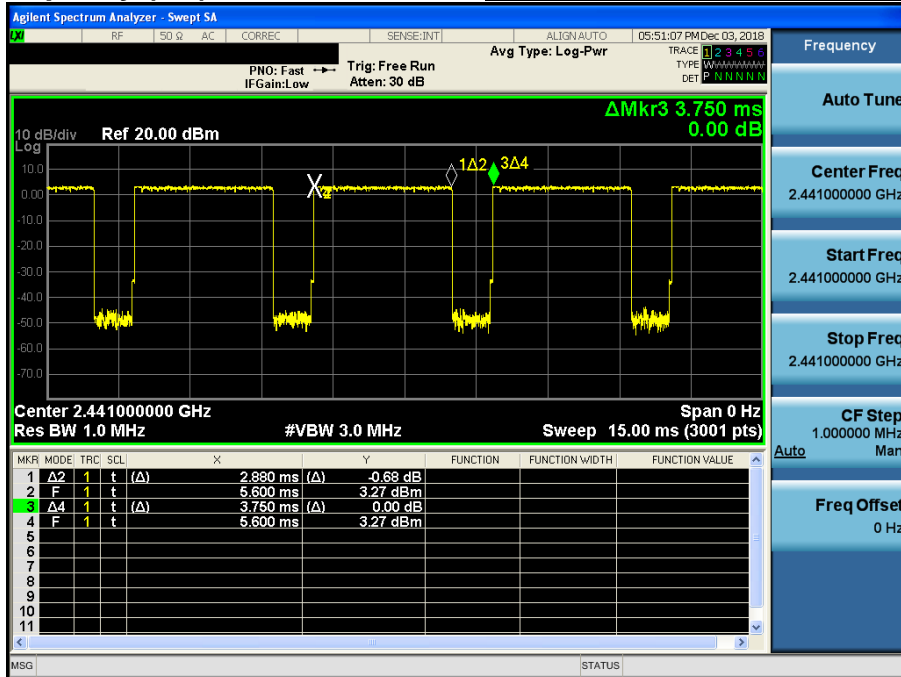 Agilent Spectrum Analyzer - Swept SA
LXI RF 50 Ω AC CORREC SENSE:INT ALIGN AUTO 05:51:07 PM Dec 03, 2018
Frequency
Avg Type: Log-Pwr TRACE 1 2 3 4 5 6
PNO: Fast Trig: Free Run TYPE WWWWWW
IFGain:Low Atten: 30 dB DET P N N N N N
Auto Tune
ΔMkr3 3.750 ms
0.00 dB
10 dB/div Ref 20.00 dBm
Log
1Δ2 3Δ4
10.0
0.00
-10.0
-20.0
-30.0
-40.0
-50.0
-60.0
-70.0
Center Freq
2.441000000 GHz
Start Freq
2.441000000 GHz
Stop Freq
2.441000000 GHz
Center 2.441000000 GHz Span 0 Hz
Res BW 1.0 MHz #VBW 3.0 MHz Sweep 15.00 ms (3001 pts)
CF Step
1.000000 MHz
Auto Man
MKR MODE TRC SCL X Y FUNCTION FUNCTION WIDTH FUNCTION VALUE
1 Δ2 1 t (Δ) 2.880 ms (Δ) -0.68 dB
2 F 1 t 5.600 ms 3.27 dBm
3 Δ4 1 t (Δ) 3.750 ms (Δ) 0.00 dB
4 F 1 t 5.600 ms 3.27 dBm
5
6
7
8
9
10
11
Freq Offset
0 Hz
MSG STATUS